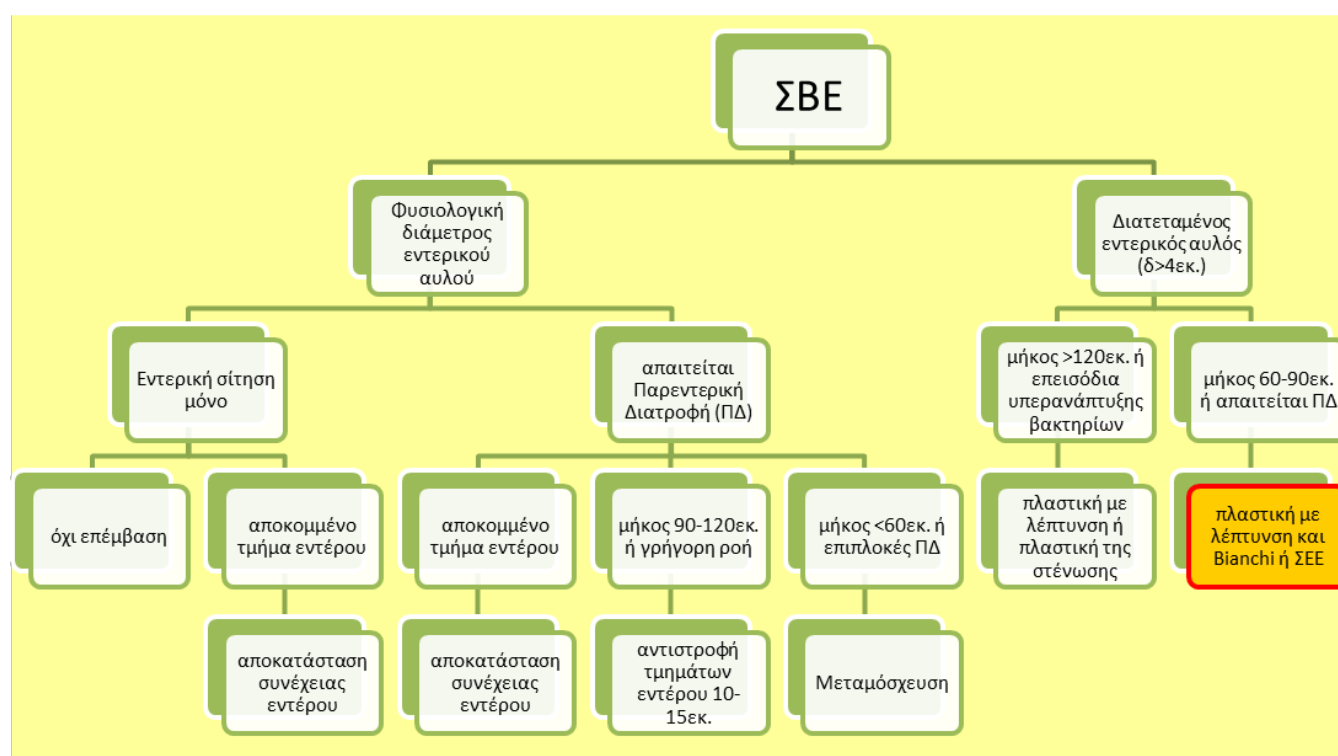 ΣΒΕ
Φυσιολογική
διάμετρος
εντερικού
αυλού
Διατεταμένος
εντερικός αυλός
(δ>4εκ.)
Εντερική σίτηση
μόνο
απαιτείται
Παρεντερική
Διατροφή (ΠΔ)
μήκος >120εκ. ή
επεισόδια
υπερανάπτυξης
βακτηρίων
μήκος 60-90εκ.
ή απαιτείται ΠΔ
όχι επέμβαση
αποκομμένο
τμήμα εντέρου
αποκομμένο
τμήμα εντέρου
μήκος 90-120εκ.
ή γρήγορη ροή
μήκος <60εκ. ή
επιπλοκές ΠΔ
πλαστική με
λέπτυνση ή
πλαστική της
στένωσης
πλαστική με
λέπτυνση και
Bianchi ή ΣΕΕ
αποκατάσταση
συνέχειας
εντέρου
αποκατάσταση
συνέχειας
εντέρου
αντιστροφή
τμημάτων
εντέρου 10-
15εκ.
Μεταμόσχευση